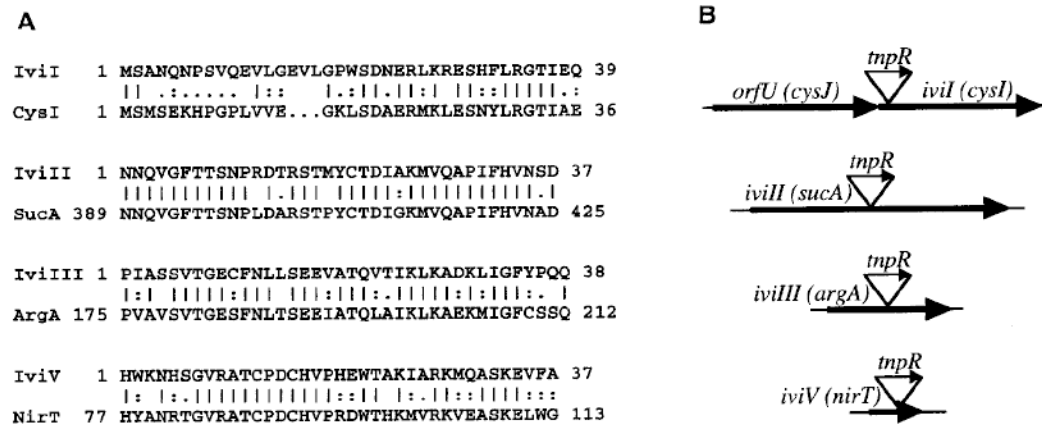 A
IviI 1 MSANQNPSVQEVLGEVLGPWSDNERLKRESHFLRGTIEQ 39
|| .:..... |:: |||:||:|.||::|||||.:
CysI 1 MSMSEKHPGPLVVE...GKLSDAERMKLESNYLRGTIAE 36
IviII 1 NNQVGFTTSNPRDTRSTMYCTDIAKMVQAPIFHVNSD 37
||||||||||| |.||| |||||:||||||||||||.|
SucA 389 NNQVGFTTSNPLDARSTPYCTDIGKMVQAPIFHVNAD 425
IviIII 1 PIASSVTGECFNLLSEEVATQVTIKLKADKLIGFYPQQ 38
|:| ||||| ||| |||:|||:.|||||:|:||| . |
ArgA 175 PVAVSVTGESFNLTSEEIATQLAIKLKAEKMIGFCSSQ 212
IviV 1 HWKNHSGVRATCPDCHVPHEWTAKIARKMQASKEVFA 37
|: | :||||||||||||::|| |: ||::||||:::
NirT 77 HYANRTGVRATCPDCHVPRDWTHKMVRKVEASKELWG 113
B
tnpR
orfU (cysJ) iviI (cysI)
tnpR
iviII (sucA)
tnpR
iviIII (argA)
tnpR
iviV (nirT)